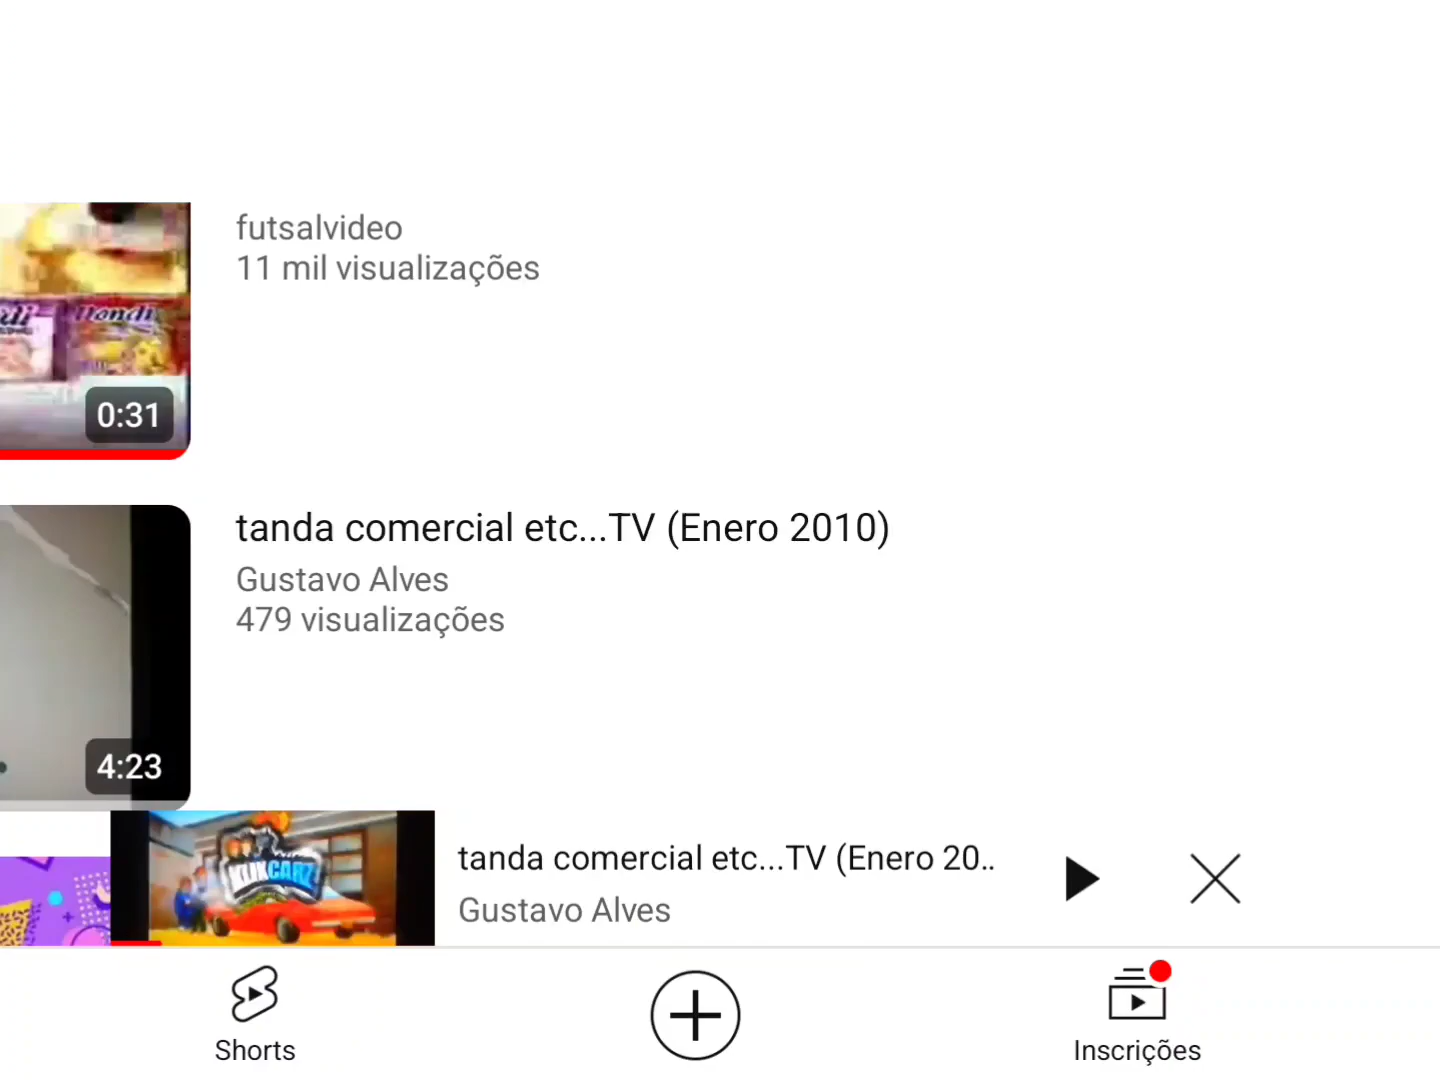 futsalvideo
11 mil visualizações
0:31
tanda comercial etc...TV (Enero 2010)
Gustavo Alves
479 visualizações
4:23
KLIKCARZ
tanda comercial etc...TV (Enero 20..
Gustavo Alves
Shorts
Inscrições